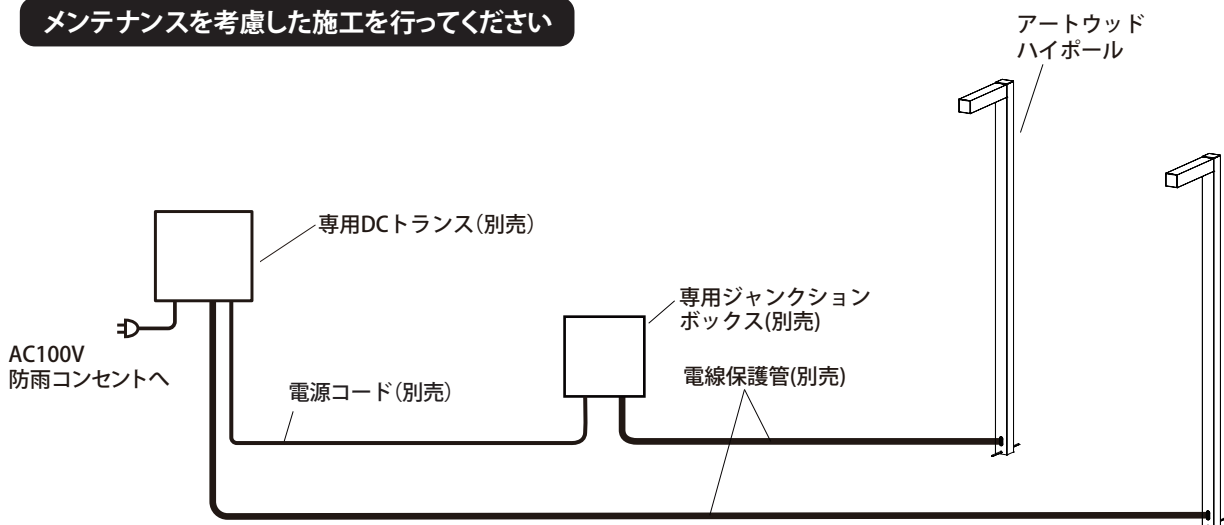 メンテナンスを考慮した施工を行ってください
アートウッド
ハイポール
専用DCトランス（別売）
専用ジャンクション
ボックス(別売)
AC100V
防雨コンセントへ
電源コード（別売）
電線保護管(別売)